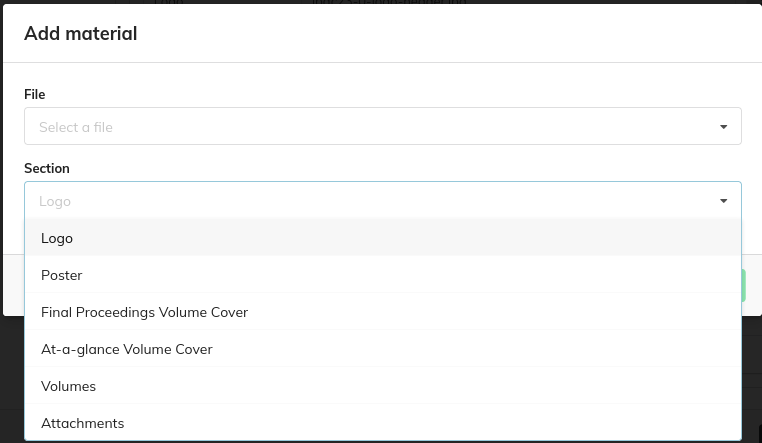 Add material
File
Select a file
Section
Logo
Logo
Poster
Final Proceedings Volume Cover
At-a-glance Volume Cover
Volumes
Attachments